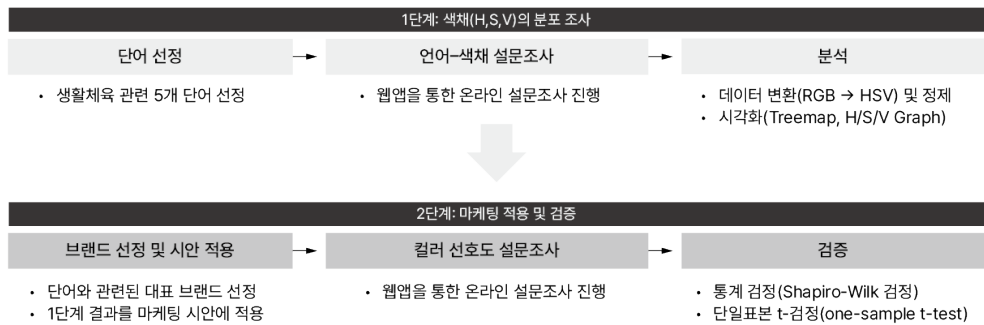 1단계: 색채(H,S,V)의 분포 조사
단어 선정
언어–색채 설문조사
분석
• 생활체육 관련 5개 단어 선정
• 웹앱을 통한 온라인 설문조사 진행
• 데이터 변환(RGB → HSV) 및 정제
• 시각화(Treemap, H/S/V Graph)
2단계: 마케팅 적용 및 검증
브랜드 선정 및 시안 적용
컬러 선호도 설문조사
검증
• 단어와 관련된 대표 브랜드 선정
• 1단계 결과를 마케팅 시안에 적용
• 웹앱을 통한 온라인 설문조사 진행
• 통계 검정(Shapiro-Wilk 검정)
• 단일표본 t-검정(one-sample t-test)